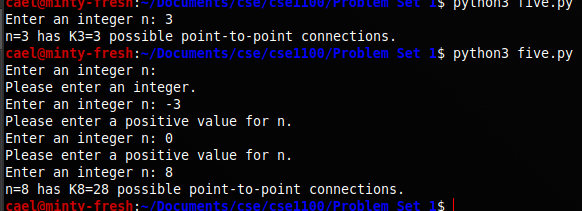 cael@minty-fresh:~/Documents/cse/cse1100/Problem Set 1$ python3 five.py
Enter an integer n: 3
n=3 has K3=3 possible point-to-point connections.
cael@minty-fresh:~/Documents/cse/cse1100/Problem Set 1$ python3 five.py
Enter an integer n:
Please enter an integer.
Enter an integer n: -3
Please enter a positive value for n.
Enter an integer n: 0
Please enter a positive value for n.
Enter an integer n: 8
n=8 has K8=28 possible point-to-point connections.
cael@minty-fresh:~/Documents/cse/cse1100/Problem Set 1$